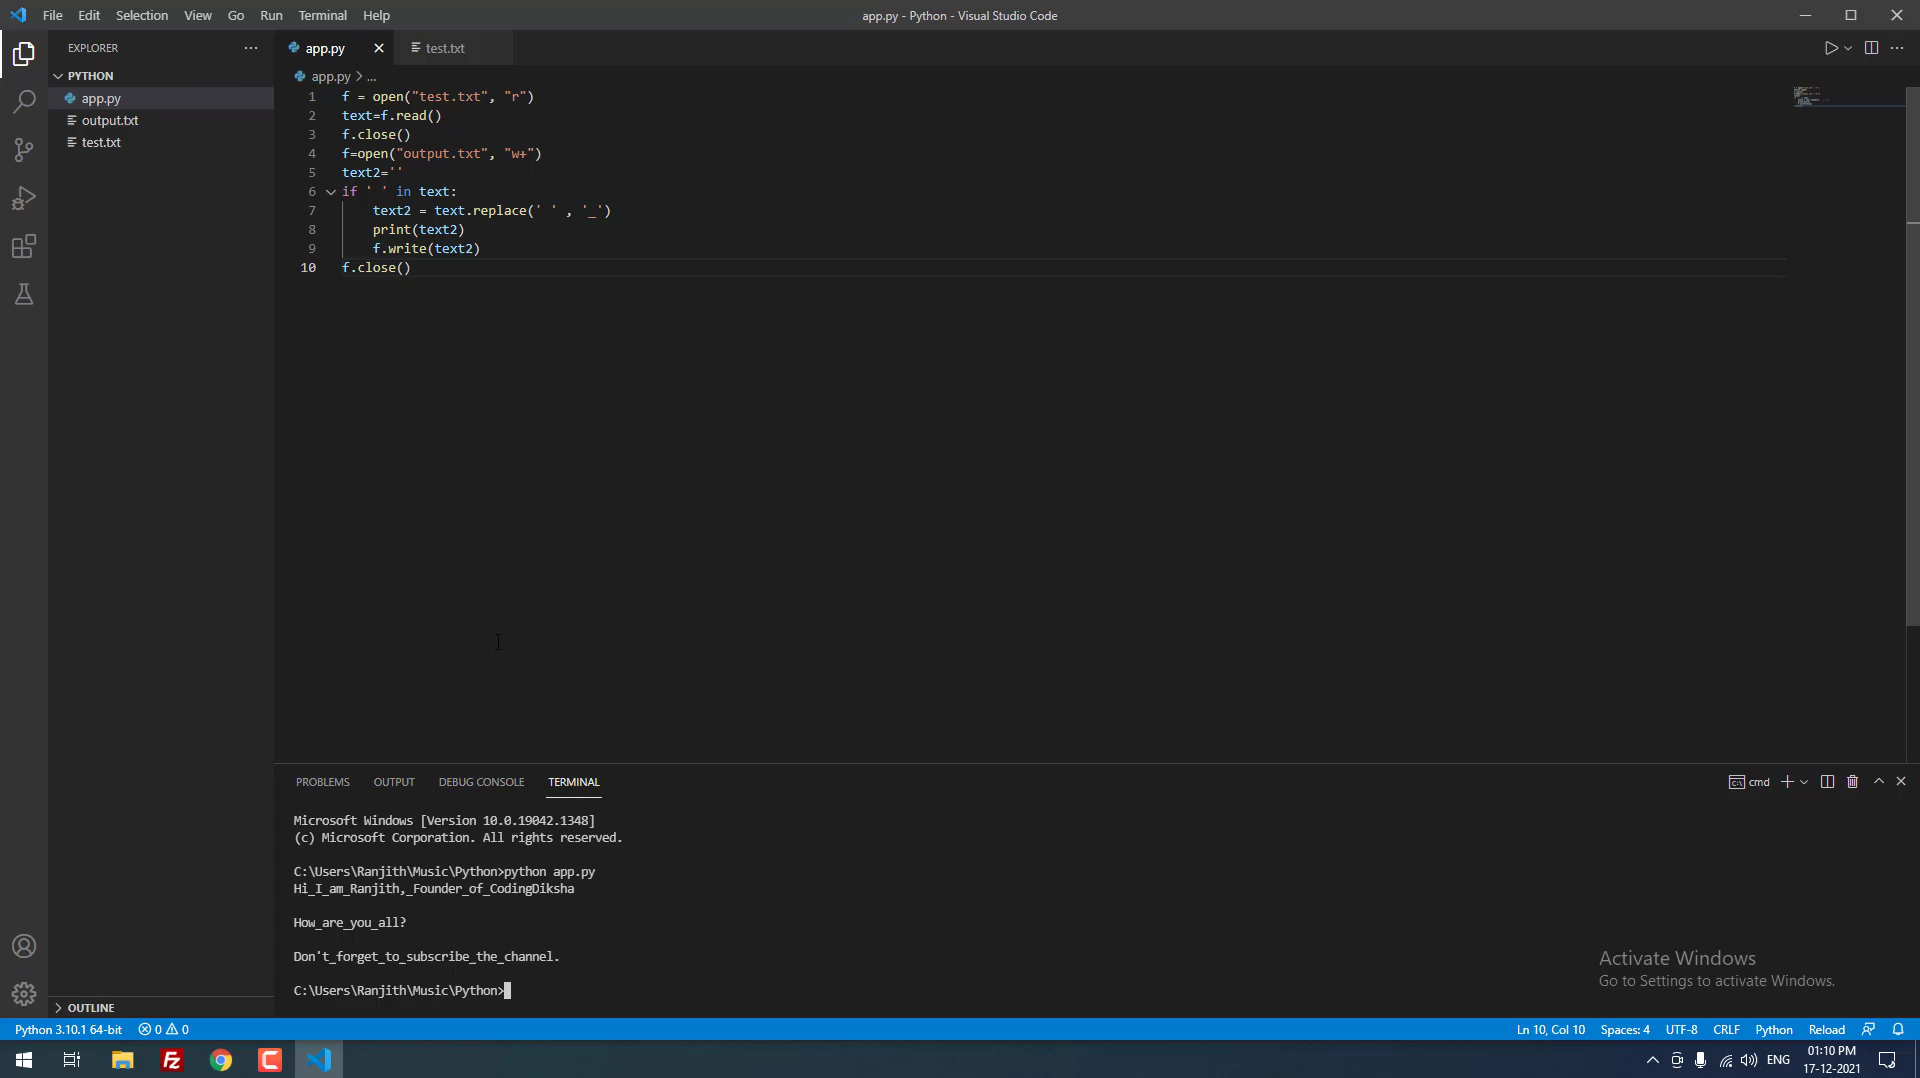 File Edit Selection View Go Run Terminal Help
app.py - Python - Visual Studio Code
EXPLORER
PYTHON
app.py
output.txt
test.txt
OUTLINE
app.py
test.txt
app.py > ...
1 f = open("test.txt", "r")
2 text=f.read()
3 f.close()
4 f=open("output.txt", "w+")
5 text2=''
6 if ' ' in text:
7 text2 = text.replace(' ' , '_')
8 print(text2)
9 f.write(text2)
10 f.close()
PROBLEMS OUTPUT DEBUG CONSOLE TERMINAL
cmd
Microsoft Windows [Version 10.0.19042.1348]
(c) Microsoft Corporation. All rights reserved.
C:\Users\Ranjith\Music\Python>python app.py
Hi_I_am_Ranjith,_Founder_of_CodingDiksha
How_are_you_all?
Don't_forget_to_subscribe_the_channel.
C:\Users\Ranjith\Music\Python>
Activate Windows
Go to Settings to activate Windows.
Python 3.10.1 64-bit 0 0
Ln 10, Col 10 Spaces: 4 UTF-8 CRLF Python Reload
ENG
01:10 PM
17-12-2021